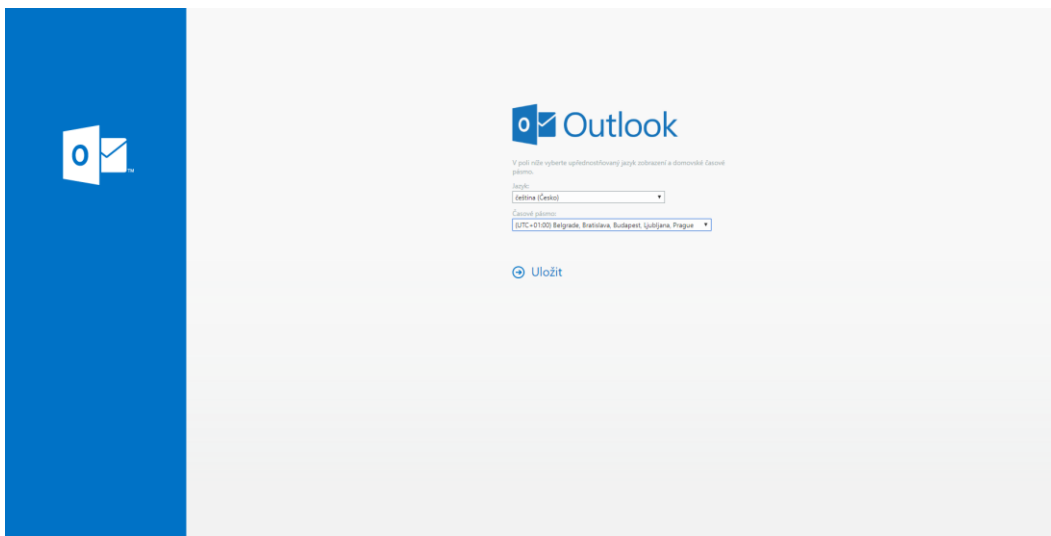 Outlook
V poli níže vyberte upřednostňovaný jazyk zobrazení a domovské časové
pásmo.
Jazyk:
čeština (Česko)
Časové pásmo:
(UTC+01:00) Belgrade, Bratislava, Budapest, Ljubljana, Prague
Uložit